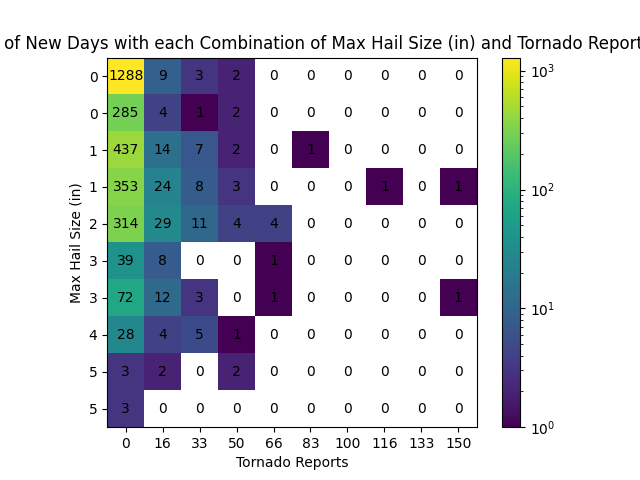 of New Days with each Combination of Max Hail Size (in) and Tornado Report
0 1288 9 3 2 0 0 0 0 0 0
0 285 4 1 2 0 0 0 0 0 0
1 437 14 7 2 0 1 0 0 0 0
1 353 24 8 3 0 0 0 1 0 1
2 314 29 11 4 4 0 0 0 0 0
3 39 8 0 0 1 0 0 0 0 0
3 72 12 3 0 1 0 0 0 0 1
4 28 4 5 1 0 0 0 0 0 0
5 3 2 0 2 0 0 0 0 0 0
5 3 0 0 0 0 0 0 0 0 0
0 16 33 50 66 83 100 116 133 150
Tornado Reports
Max Hail Size (in)
10³
10²
10¹
10⁰